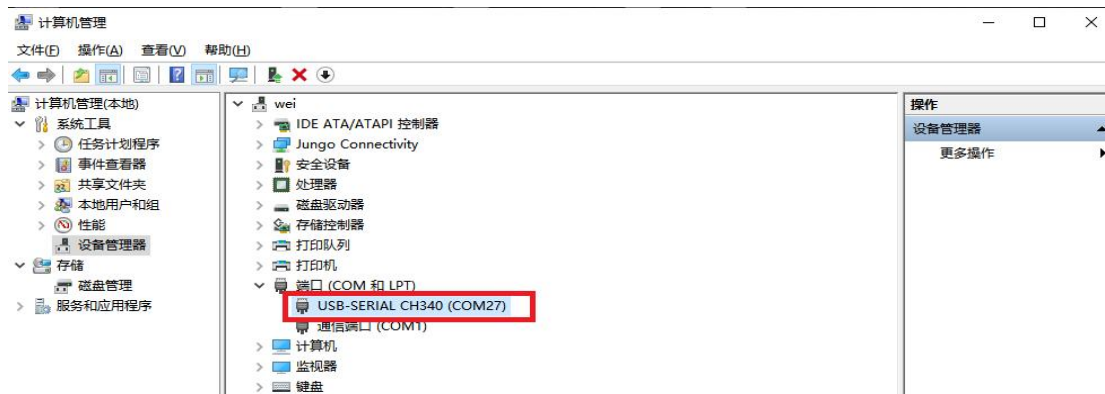 计算机管理
文件(F) 操作(A) 查看(V) 帮助(H)
计算机管理(本地)
系统工具
任务计划程序
事件查看器
共享文件夹
本地用户和组
性能
设备管理器
存储
磁盘管理
服务和应用程序
wei
IDE ATA/ATAPI 控制器
Jungo Connectivity
安全设备
处理器
磁盘驱动器
存储控制器
打印队列
打印机
端口 (COM 和 LPT)
USB-SERIAL CH340 (COM27)
通信端口 (COM1)
计算机
监视器
键盘
操作
设备管理器
更多操作